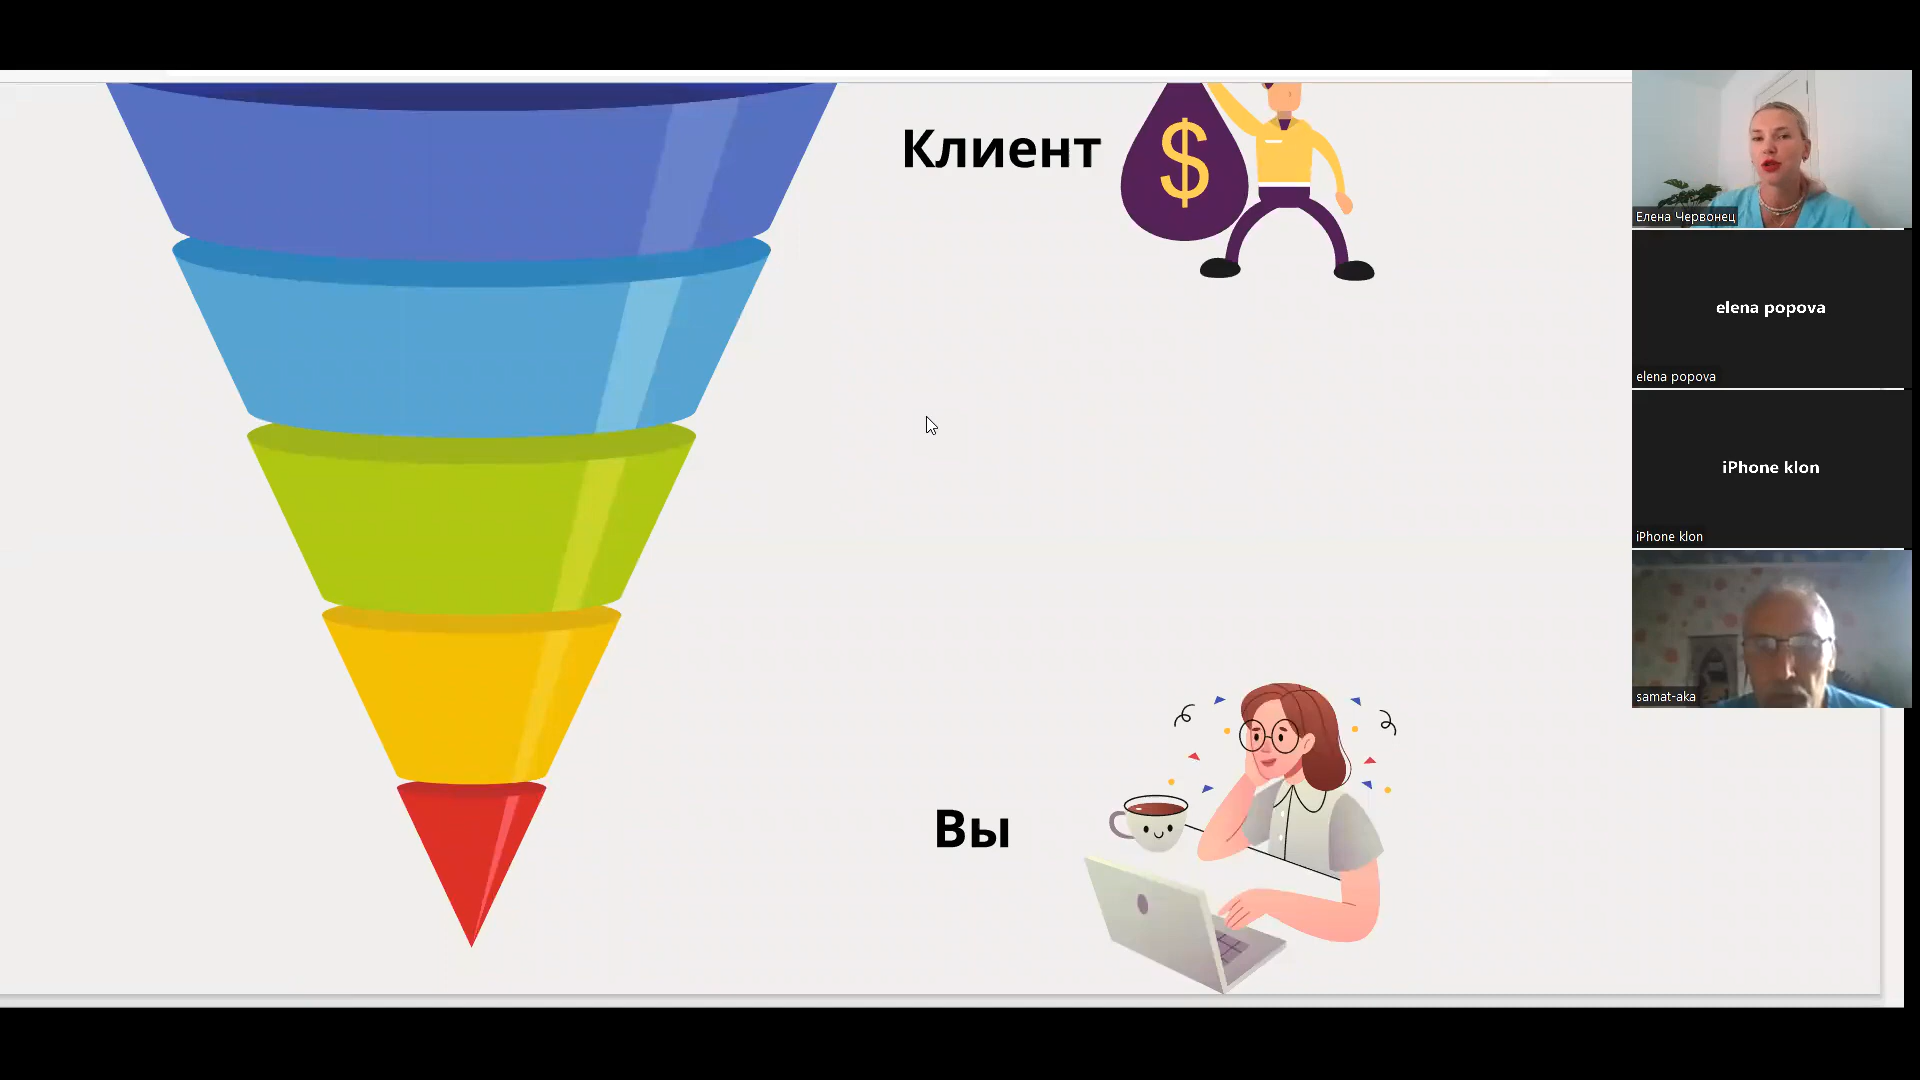 Клиент
$
Вы
Елена Червонец
elena popova
elena popova
iPhone klon
iPhone klon
samat-aka